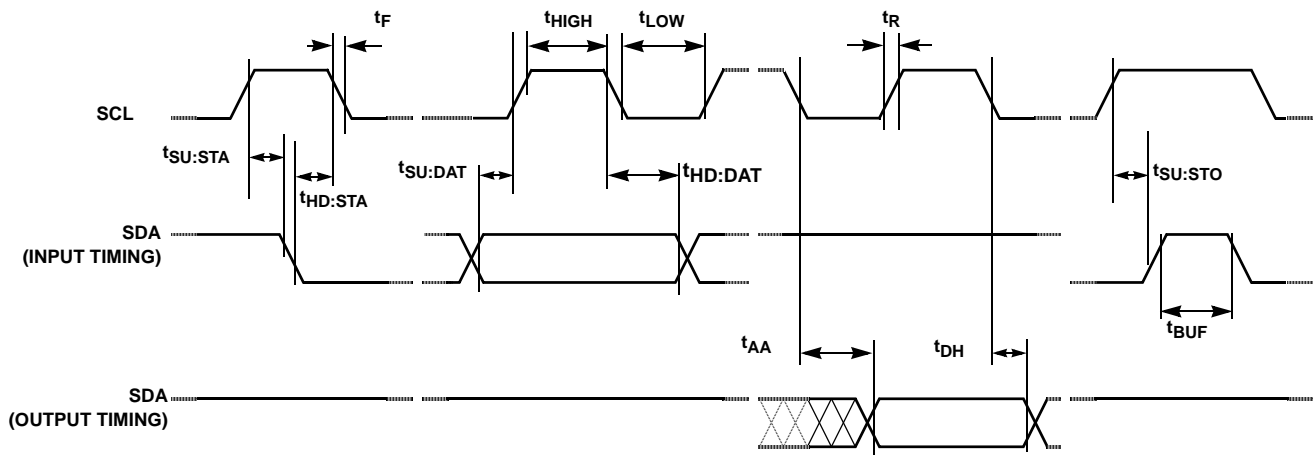 tF
tHIGH
tLOW
tR
SCL
tSU:STA
tHD:STA
tSU:DAT
tHD:DAT
tSU:STO
SDA
(INPUT TIMING)
tBUF
tAA
tDH
SDA
(OUTPUT TIMING)